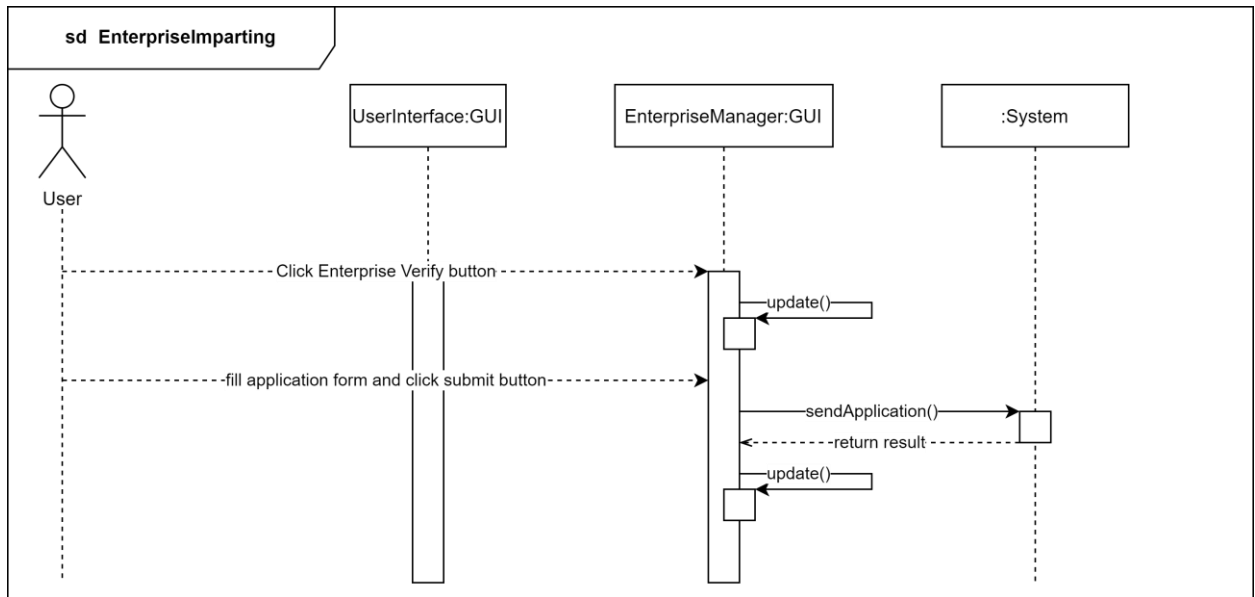 sd EnterpriseImparting
UserInterface:GUI
EnterpriseManager:GUI
:System
User
Click Enterprise Verify button
update()
fill application form and click submit button
sendApplication()
return result
update()